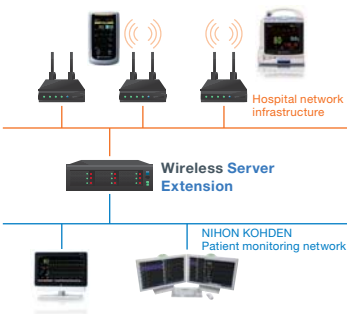 Hospital network
infrastructure
Wireless Server
Extension
NIHON KOHDEN
Patient monitoring network